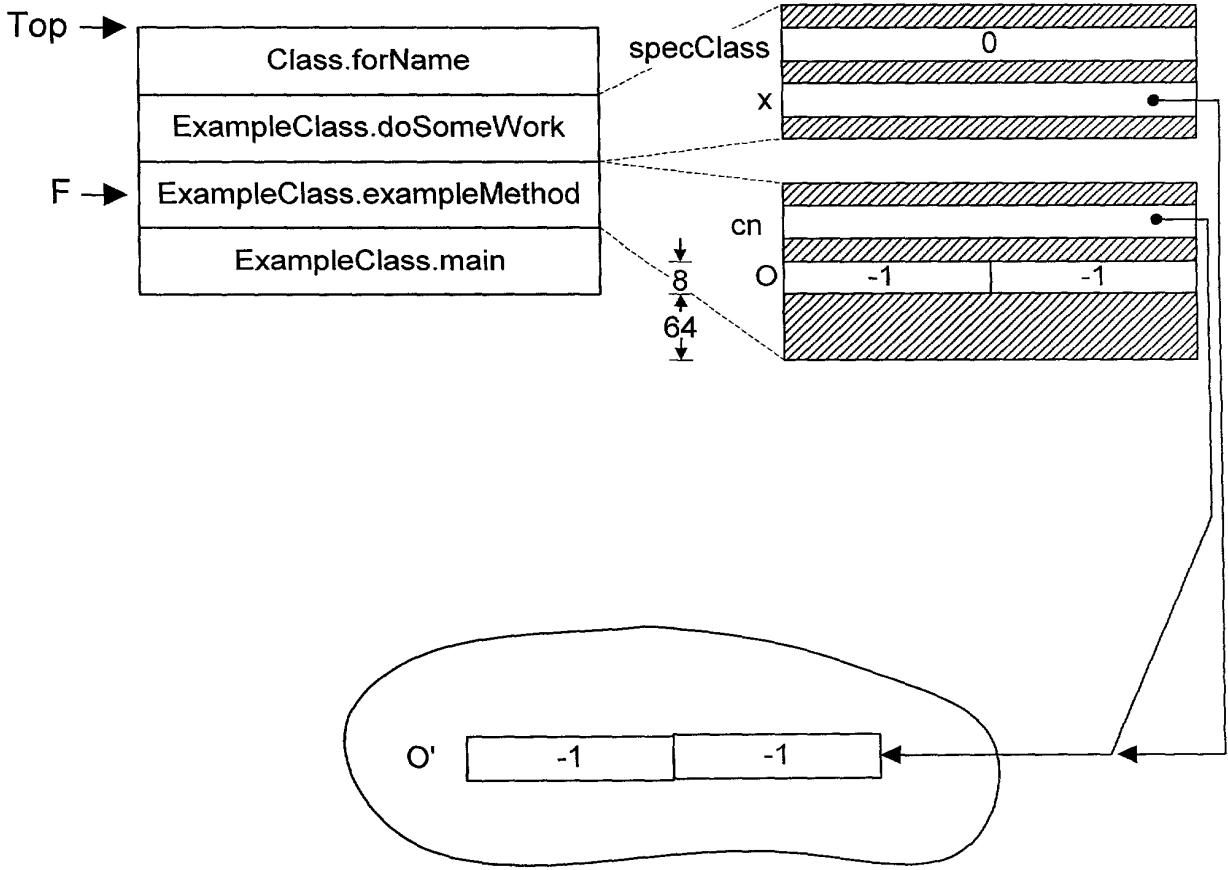 Top
Class.forName
ExampleClass.doSomeWork
F
ExampleClass.exampleMethod
ExampleClass.main
specClass
0
x
cn
O
-1 -1
8
64
O'
-1 -1